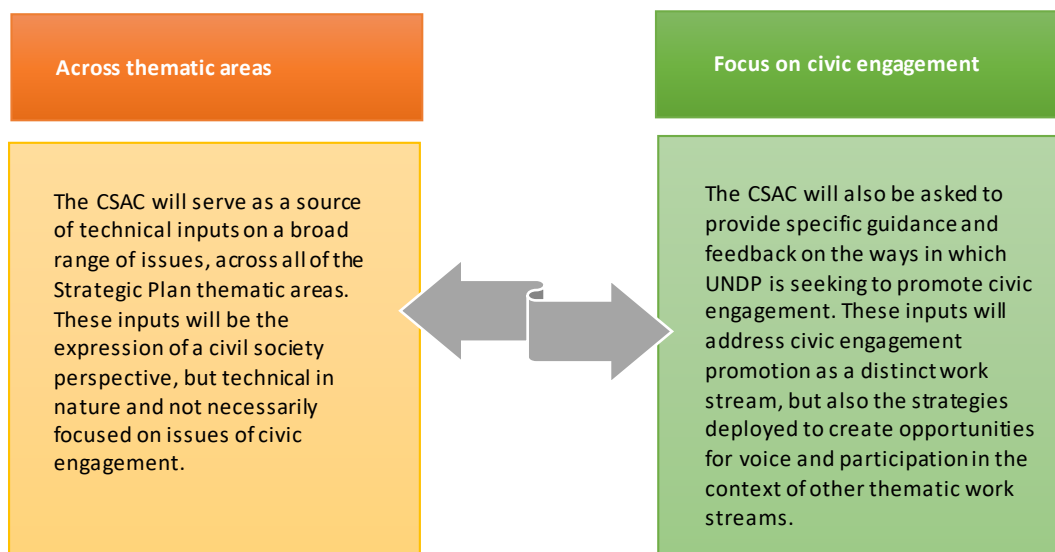 Across thematic areas
The CSAC will serve as a source
of technical inputs on a broad
range of issues, across all of the
Strategic Plan thematic areas.
These inputs will be the
expression of a civil society
perspective, but technical in
nature and not necessarily
focused on issues of civic
engagement.
Focus on civic engagement
The CSAC will also be asked to
provide specific guidance and
feedback on the ways in which
UNDP is seeking to promote civic
engagement. These inputs will
address civic engagement
promotion as a distinct work
stream, but also the strategies
deployed to create opportunities
for voice and participation in the
context of other thematic work
streams.